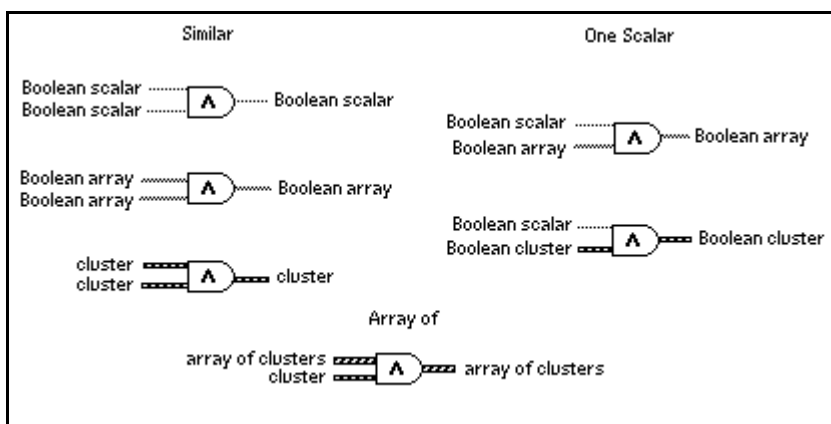 Similar
Boolean scalar
Boolean scalar
∧
Boolean scalar
Boolean array
Boolean array
∧
Boolean array
cluster
cluster
∧
cluster
One Scalar
Boolean scalar
Boolean array
∧
Boolean array
Boolean scalar
Boolean cluster
∧
Boolean cluster
Array of
array of clusters
cluster
∧
array of clusters